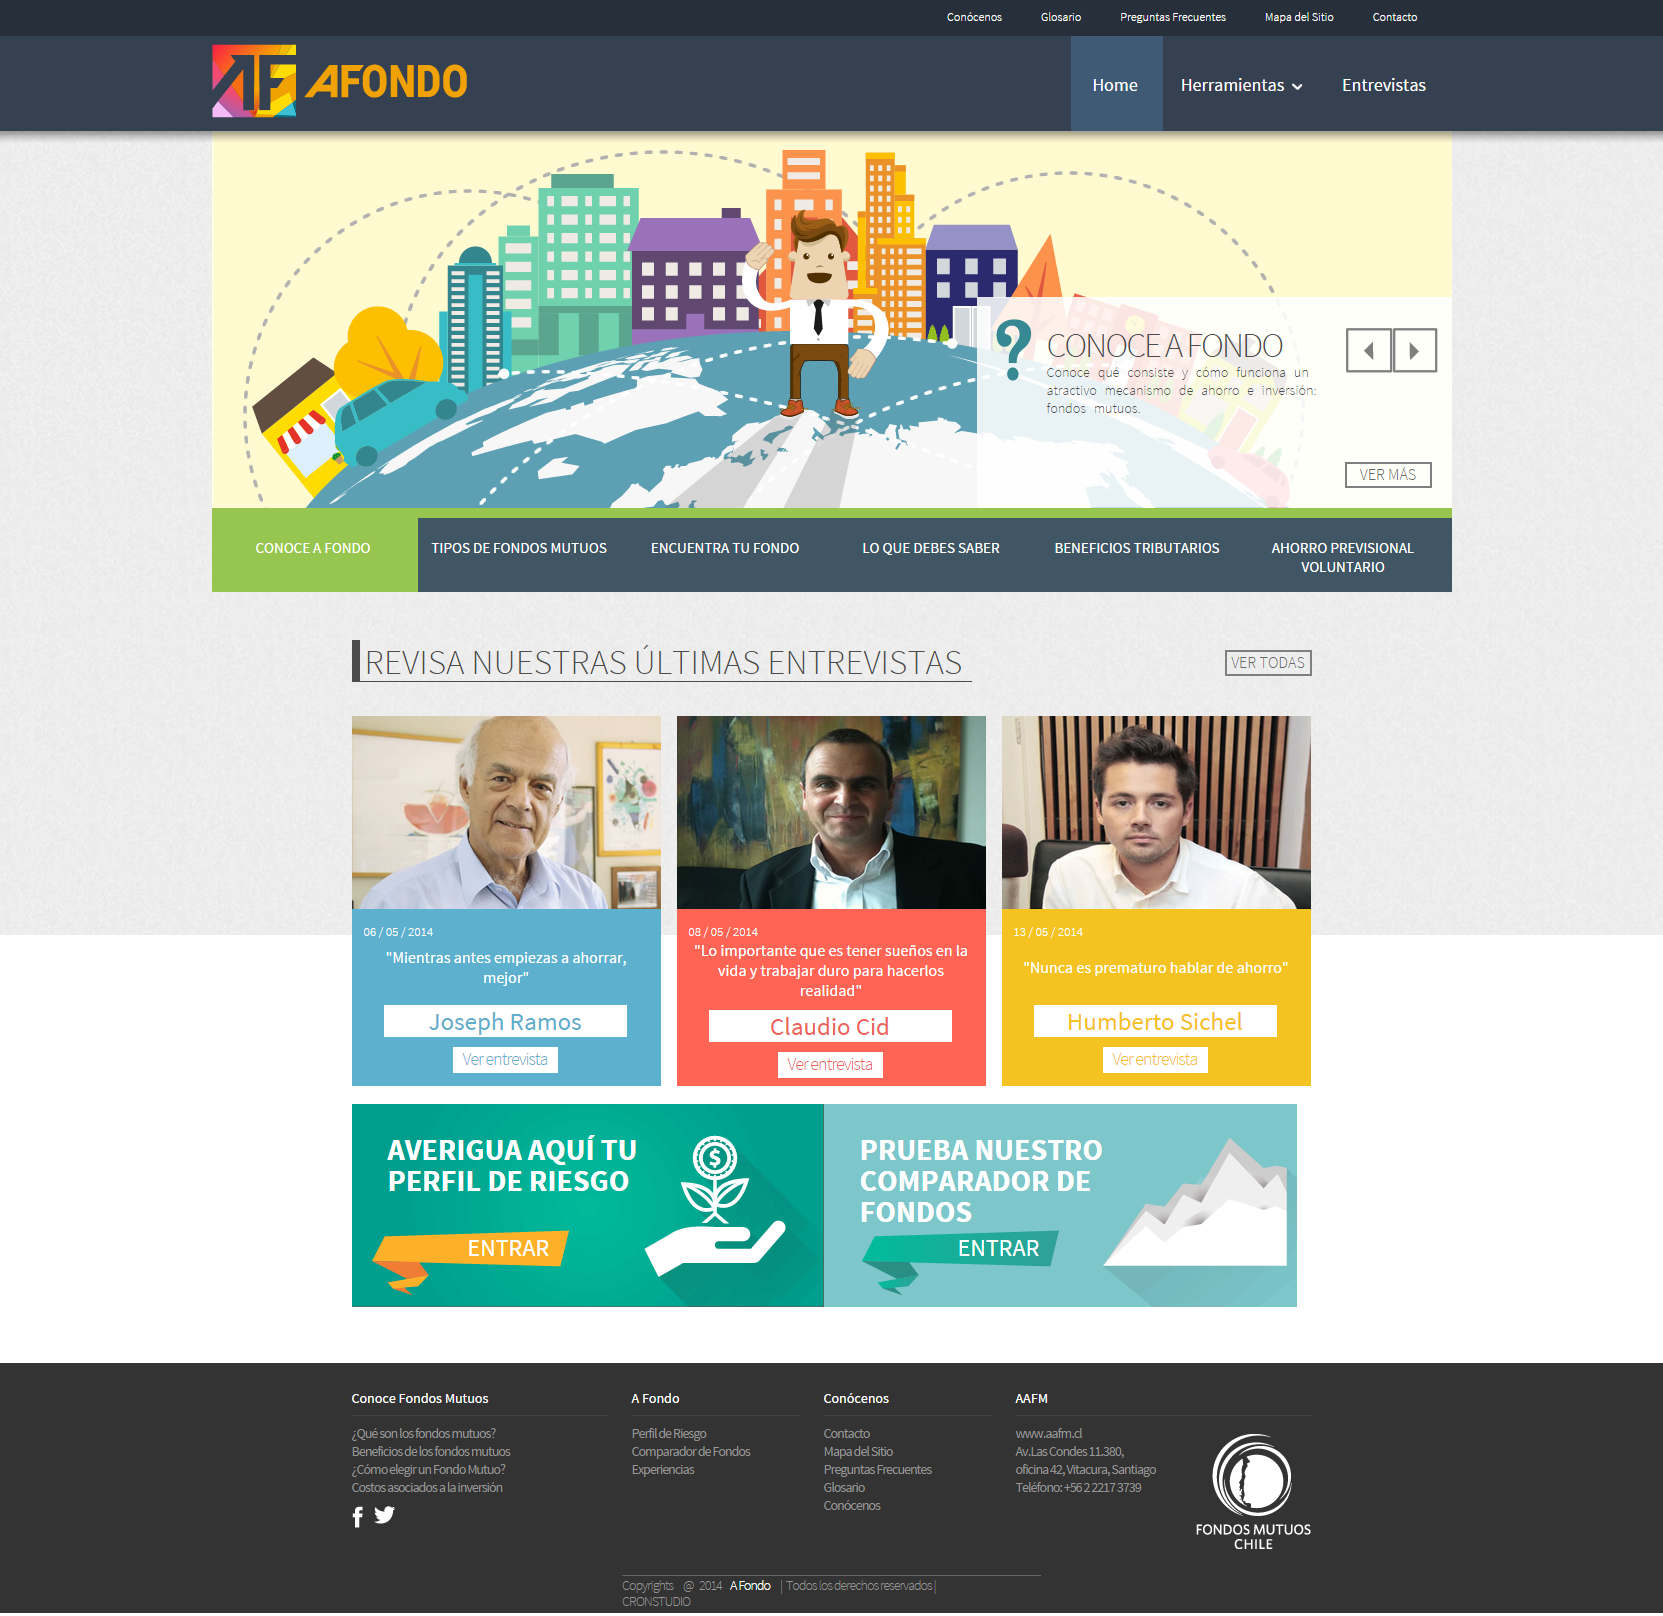 Conócenos
Glosario
Preguntas Frecuentes
Mapa del Sitio
Contacto
AF AFONDO
Home
Herramientas
Entrevistas
?
CONOCE A FONDO
Conoce qué consiste y cómo funciona un
atractivo mecanismo de ahorro e inversión:
fondos mutuos.
VER MÁS
CONOCE A FONDO
TIPOS DE FONDOS MUTUOS
ENCUENTRA TU FONDO
LO QUE DEBES SABER
BENEFICIOS TRIBUTARIOS
AHORRO PREVISIONAL
VOLUNTARIO
REVISA NUESTRAS ÚLTIMAS ENTREVISTAS
VER TODAS
06 / 05 / 2014
"Mientras antes empiezas a ahorrar,
mejor"
Joseph Ramos
Ver entrevista
08 / 05 / 2014
"Lo importante que es tener sueños en la
vida y trabajar duro para hacerlos
realidad"
Claudio Cid
Ver entrevista
13 / 05 / 2014
"Nunca es prematuro hablar de ahorro"
Humberto Sichel
Ver entrevista
AVERIGUA AQUÍ TU
PERFIL DE RIESGO
ENTRAR
$
PRUEBA NUESTRO
COMPARADOR DE
FONDOS
ENTRAR
Conoce Fondos Mutuos
¿Qué son los fondos mutuos?
Beneficios de los fondos mutuos
¿Cómo elegir un Fondo Mutuo?
Costos asociados a la inversión
A Fondo
Perfil de Riesgo
Comparador de Fondos
Experiencias
Conócenos
Contacto
Mapa del Sitio
Preguntas Frecuentes
Glosario
Conócenos
AAFM
www.aafm.cl
Av.Las Condes 11.380,
oficina 42, Vitacura, Santiago
Teléfono: +56 2 2217 3739
FONDOS MUTUOS
CHILE
Copyrights @ 2014 A Fondo | Todos los derechos reservados |
CRONSTUDIO